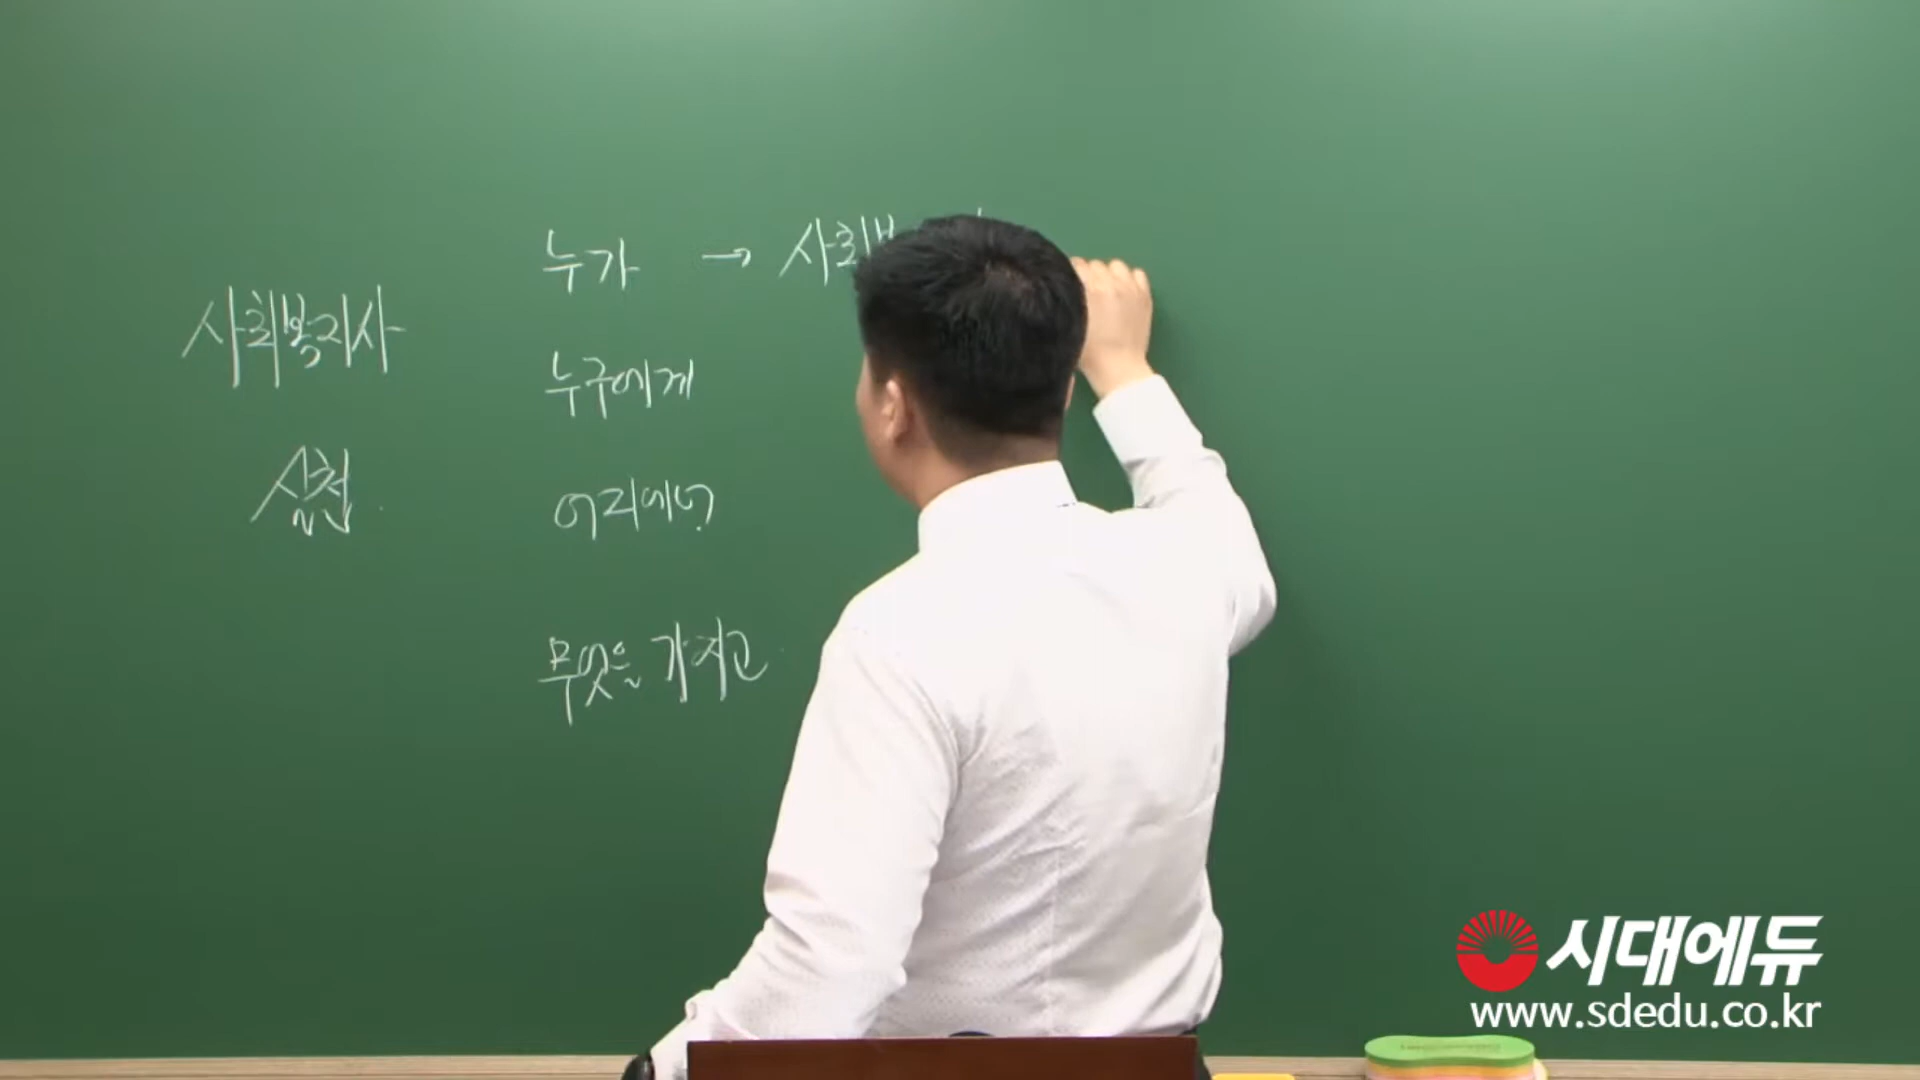 사회복지사
실천
누가 → 사회
누구에게
어디에서
무엇을 가지고
시대에듀
www.sdedu.co.kr